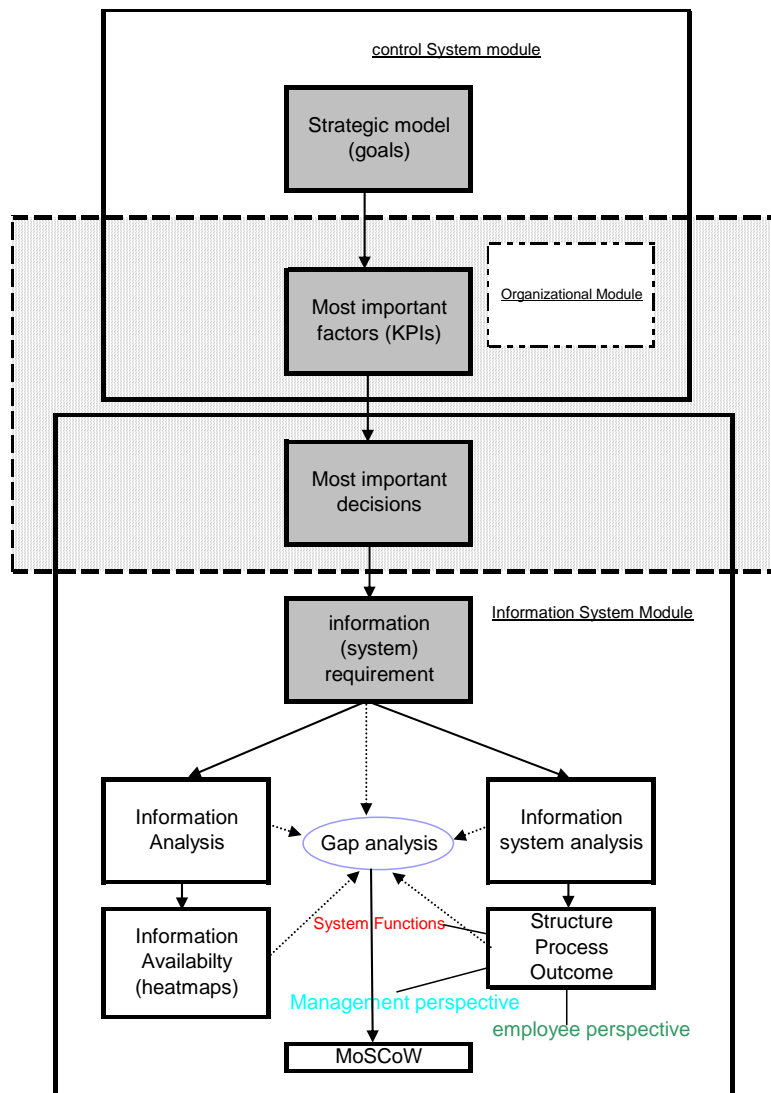 control System module
Strategic model
(goals)
Organizational Module
Most important
factors (KPIs)
Most important
decisions
Information System Module
information
(system)
requirement
Information
Analysis
Gap analysis
Information
system analysis
Information
Availabilty
(heatmaps)
System Functions
Structure
Process
Outcome
Management perspective
employee perspective
MoSCoW